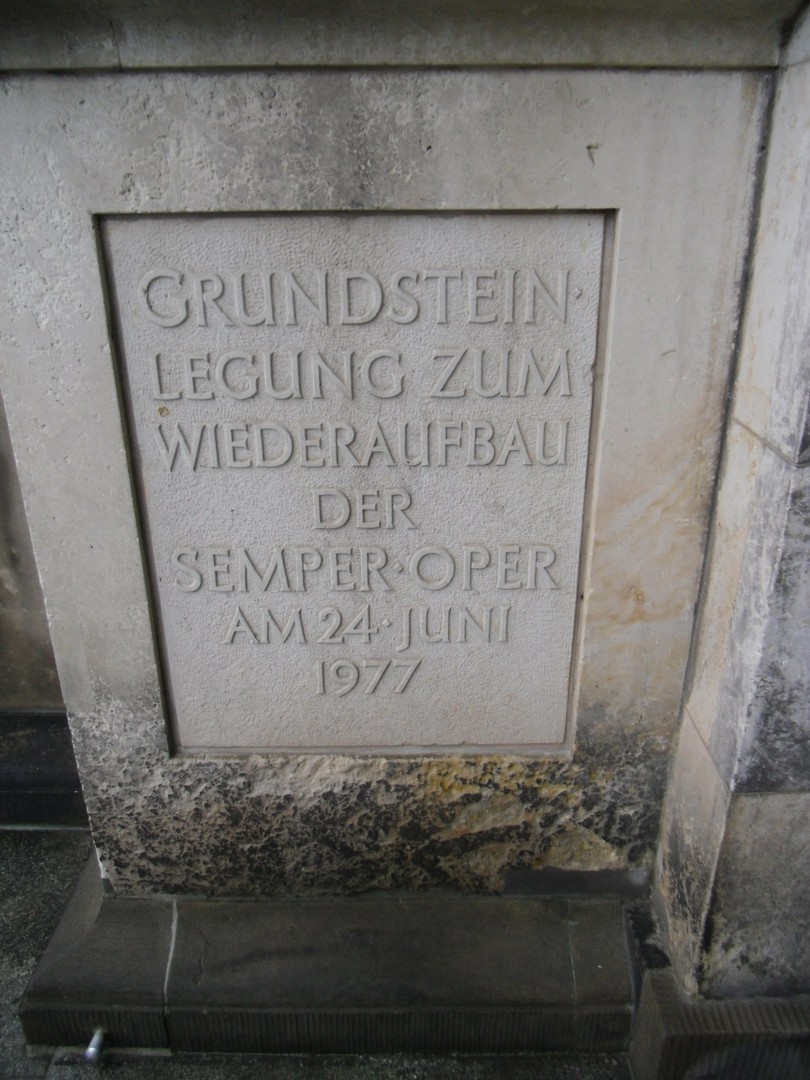 GRUNDSTEIN
LEGUNG ZUM
WIEDERAUFBAU
DER
SEMPER·OPER
AM 24· JUNI
1977